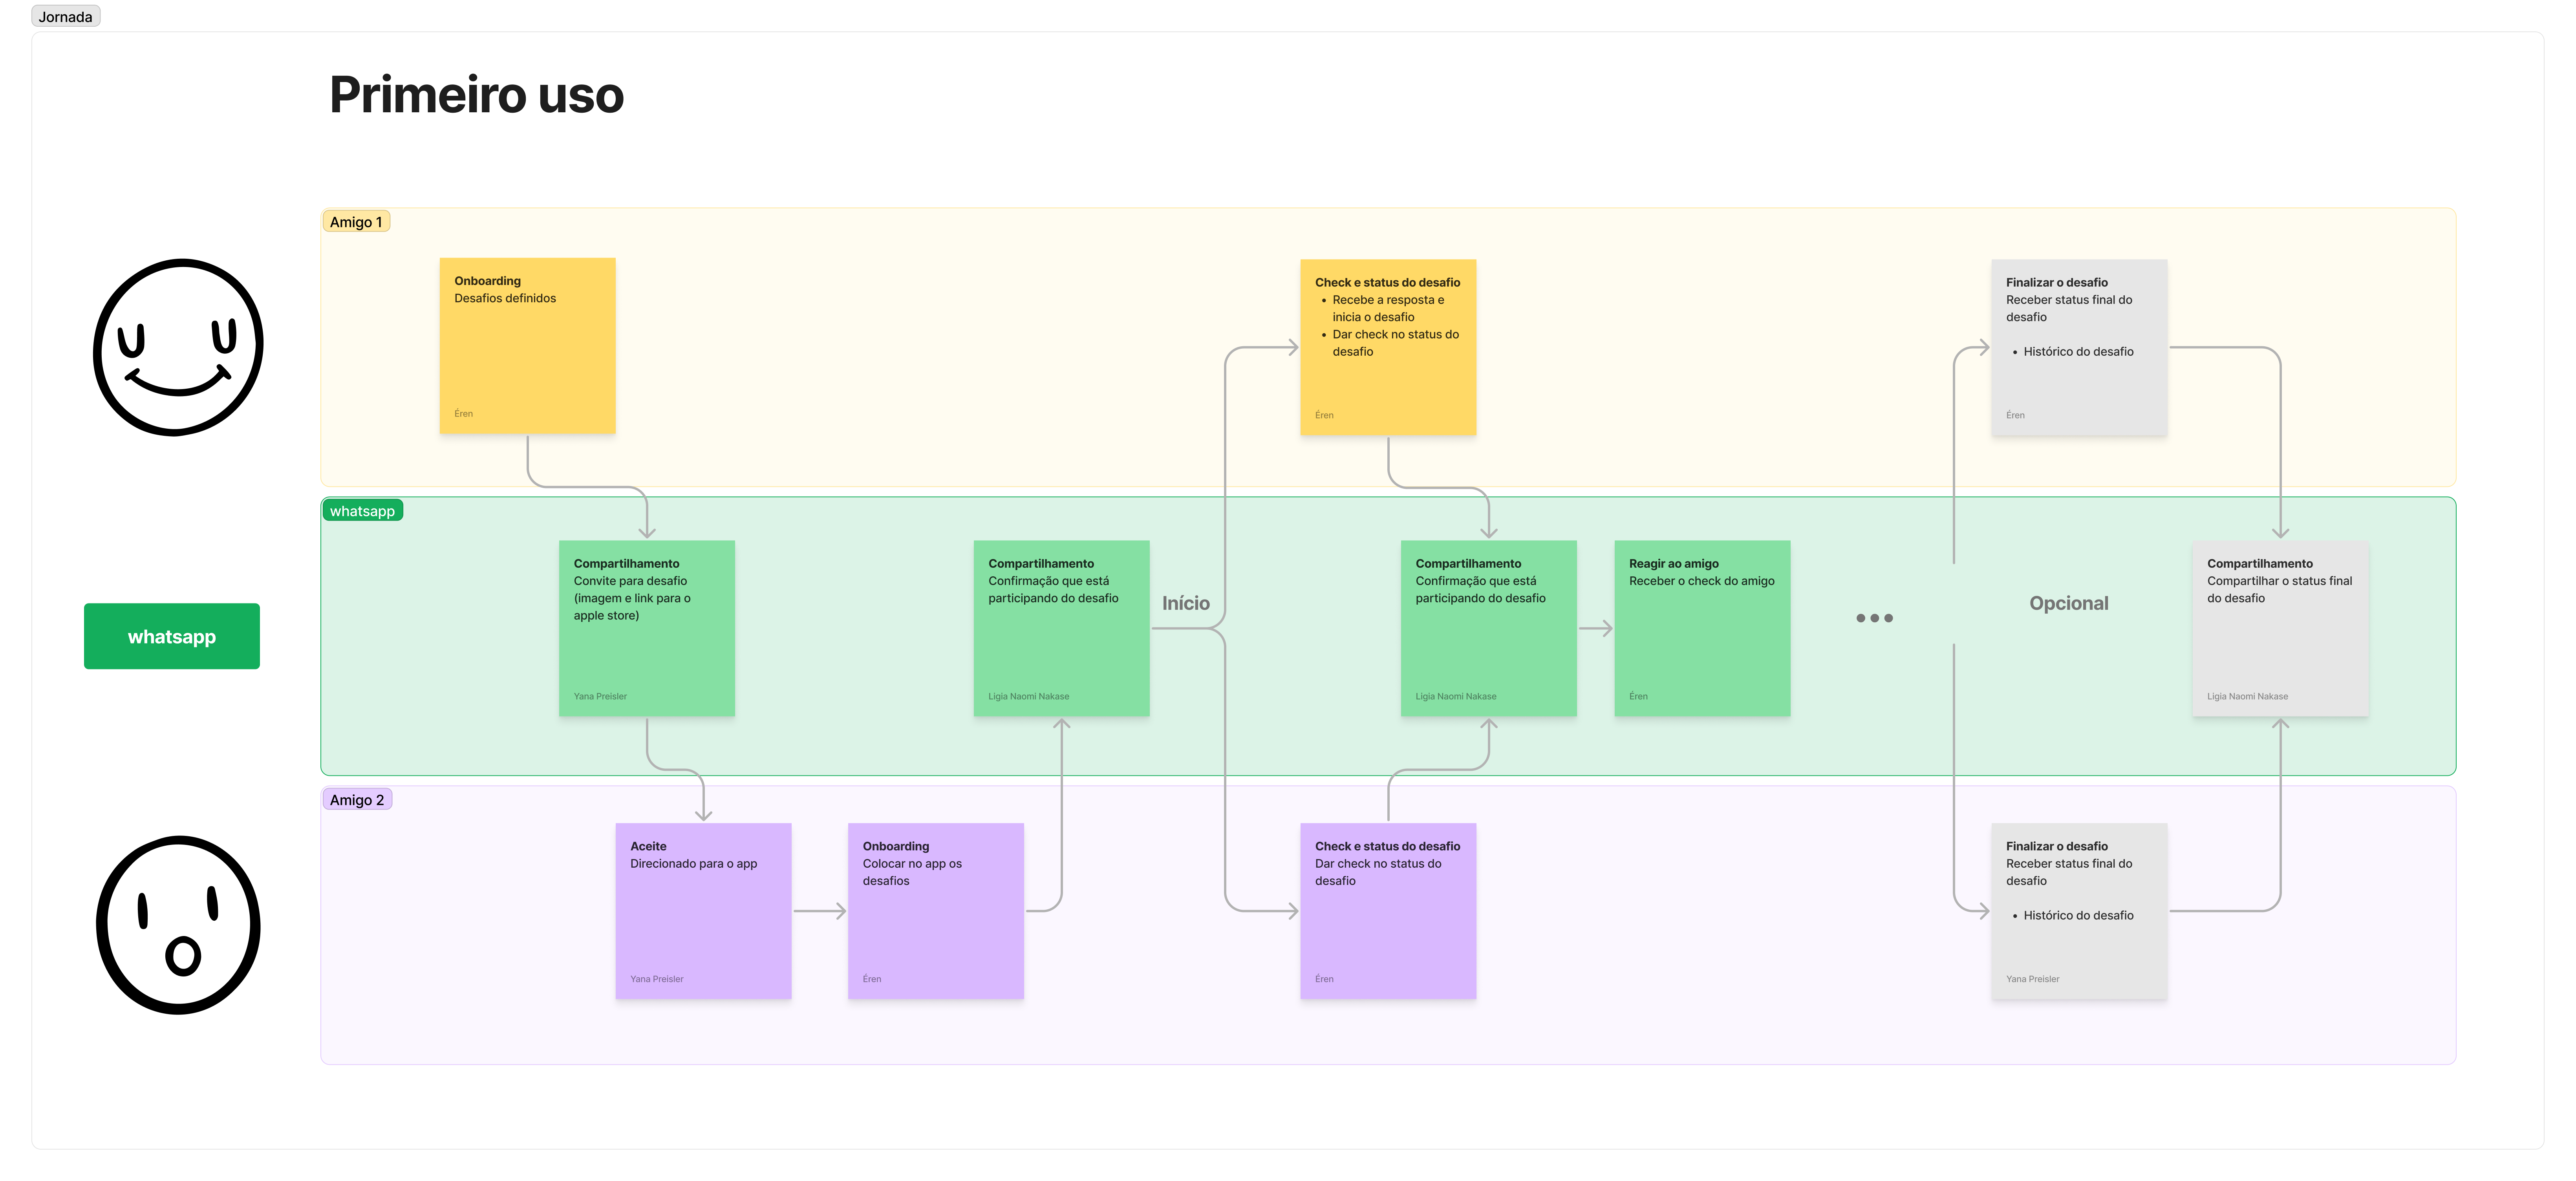 Jornada
Primeiro uso
Amigo 1
Onboarding
Desafios definidos
Éren
Check e status do desafio
• Recebe a resposta e
inicia o desafio
• Dar check no status do
desafio
Éren
Finalizar o desafio
Receber status final do
desafio
• Histórico do desafio
Éren
whatsapp
whatsapp
Compartilhamento
Convite para desafio
(imagem e link para o
apple store)
Yana Preisler
Compartilhamento
Confirmação que está
participando do desafio
Ligia Naomi Nakase
Início
Compartilhamento
Confirmação que está
participando do desafio
Ligia Naomi Nakase
Reagir ao amigo
Receber o check do amigo
Éren
•••
Opcional
Compartilhamento
Compartilhar o status final
do desafio
Ligia Naomi Nakase
Amigo 2
Aceite
Direcionado para o app
Yana Preisler
Onboarding
Colocar no app os
desafios
Éren
Check e status do desafio
Dar check no status do
desafio
Éren
Finalizar o desafio
Receber status final do
desafio
• Histórico do desafio
Yana Preisler